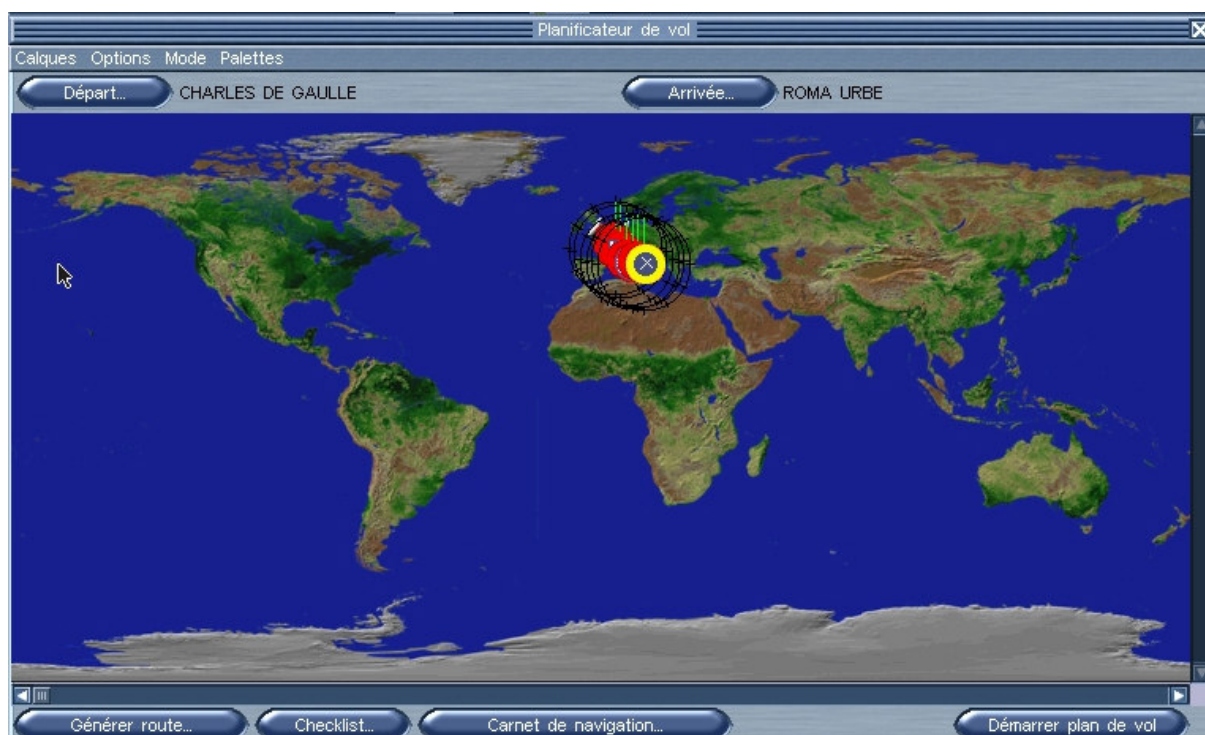 Planificateur de vol
Calques Options Mode Palettes
Départ... CHARLES DE GAULLE Arrivée... ROMA URBE
Générer route... Checklist... Carnet de navigation... Démarrer plan de vol